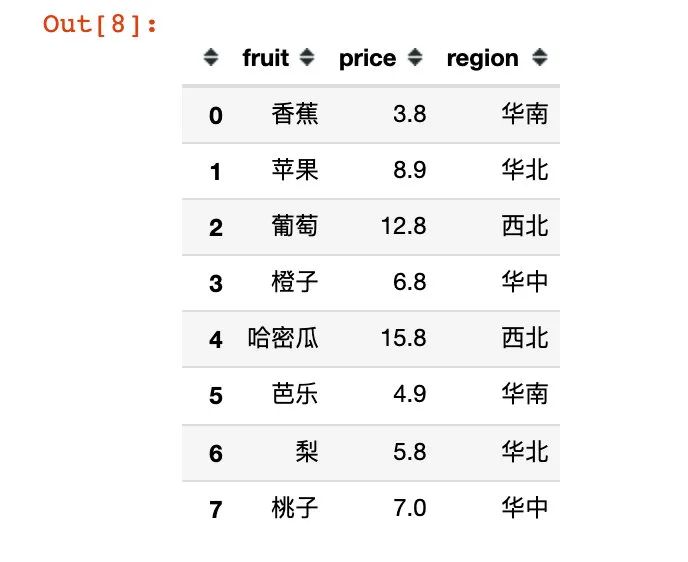 Out[8]:
fruit price region
0 香蕉 3.8 华南
1 苹果 8.9 华北
2 葡萄 12.8 西北
3 橙子 6.8 华中
4 哈密瓜 15.8 西北
5 芭乐 4.9 华南
6 梨 5.8 华北
7 桃子 7.0 华中